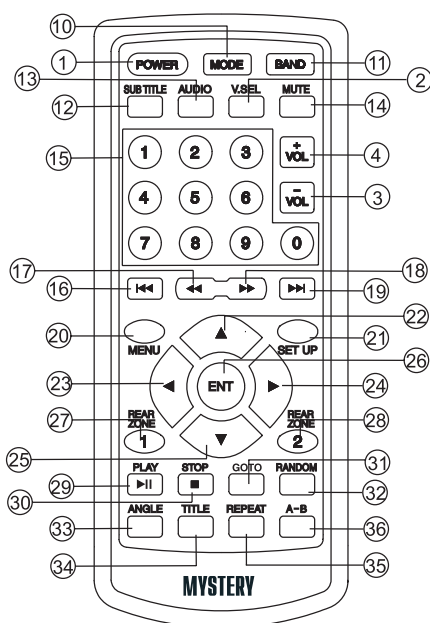 10
1 POWER MODE BAND 11
13 2
SUB TITLE AUDIO V.SEL MUTE
12 14
15 1 2 3 + VOL 4
4 5 6 − VOL 3
7 8 9 0
17 18
16 19
20 22
MENU SET UP 21
23 ENT 26
24
27 REAR ZONE 1 REAR ZONE 2 28
25 31
PLAY STOP GOTO RANDOM
29 30 32
ANGLE TITLE REPEAT A-B
33 34 35 36
MYSTERY